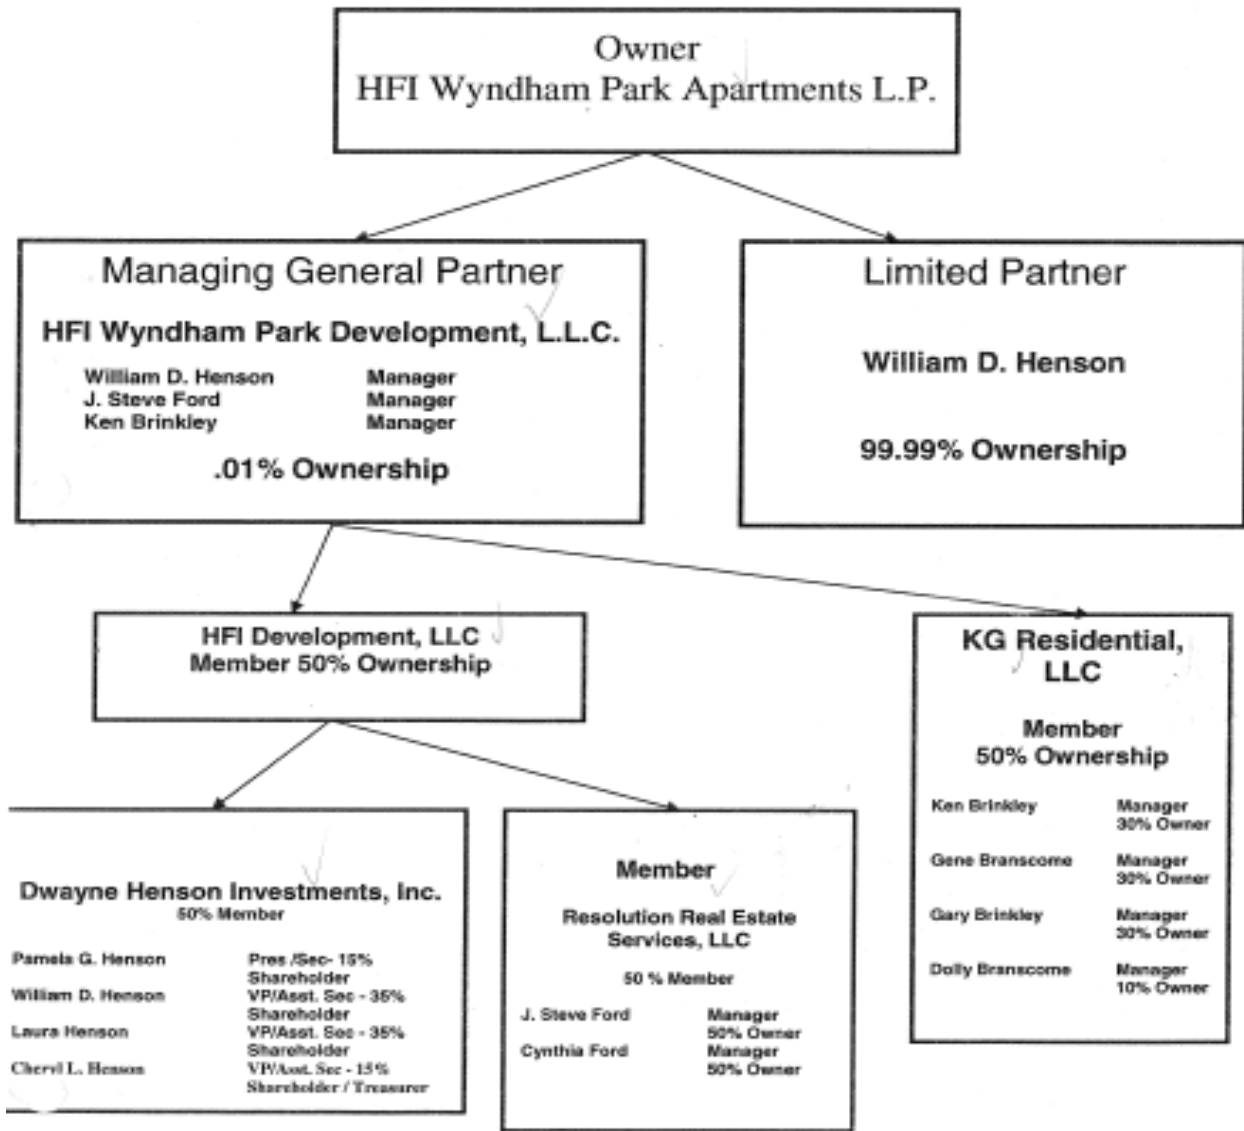 Owner
HFI Wyndham Park Apartments L.P.
Managing General Partner
HFI Wyndham Park Development, L.L.C.
William D. Henson Manager
J. Steve Ford Manager
Ken Brinkley Manager
.01% Ownership
Limited Partner
William D. Henson
99.99% Ownership
HFI Development, LLC
Member 50% Ownership
KG Residential,
LLC
Member
50% Ownership
Ken Brinkley Manager
30% Owner
Gene Branscome Manager
30% Owner
Gary Brinkley Manager
30% Owner
Dolly Branscome Manager
10% Owner
Dwayne Henson Investments, Inc.
50% Member
Pamela G. Henson Pres /Sec- 15%
Shareholder
William D. Henson VP/Asst. Sec - 35%
Shareholder
Laura Henson VP/Asst. Sec - 35%
Shareholder
Cheryl L. Henson VP/Asst. Sec - 15%
Shareholder / Treasurer
Member
Resolution Real Estate
Services, LLC
50 % Member
J. Steve Ford Manager
50% Owner
Cynthia Ford Manager
50% Owner